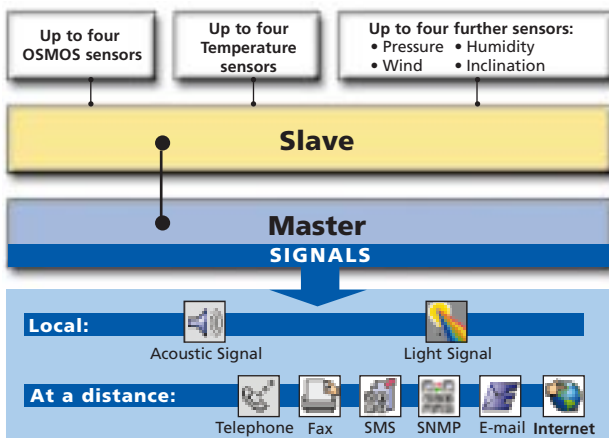 Up to four
OSMOS sensors
Up to four
Temperature
sensors
Up to four further sensors:
• Pressure • Humidity
• Wind • Inclination
Slave
Master
SIGNALS
Local:
Acoustic Signal
Light Signal
At a distance:
Telephone Fax SMS SNMP E-mail Internet